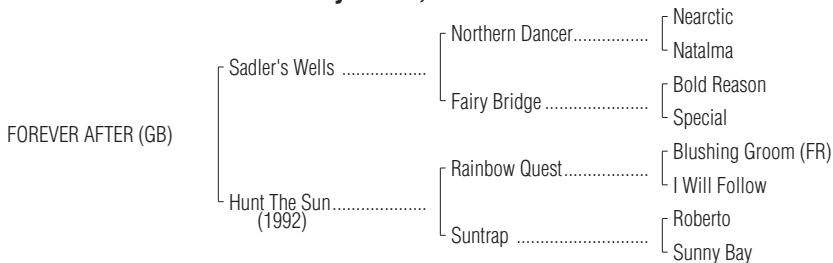 Nearctic
Northern Dancer................
Natalma
Sadler's Wells ..................
Bold Reason
Fairy Bridge ......................
Special
FOREVER AFTER (GB)
Blushing Groom (FR)
Rainbow Quest..................
I Will Follow
Hunt The Sun....................
(1992)
Roberto
Suntrap ............................
Sunny Bay